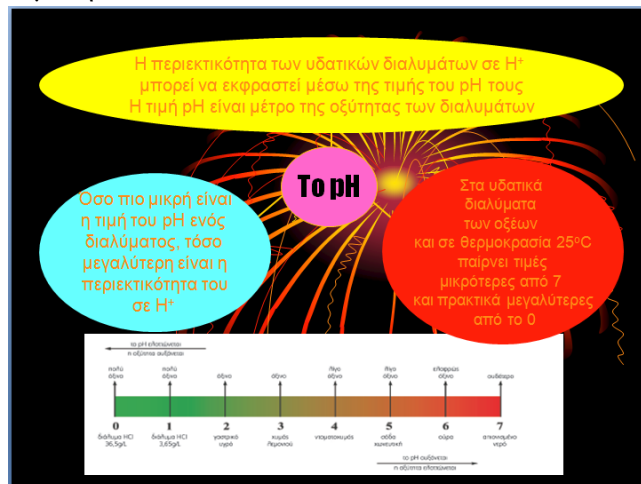 Η περιεκτικότητα των υδατικών διαλυμάτων σε Η⁺
μπορεί να εκφραστεί μέσω της τιμής του pH τους
Η τιμή pH είναι μέτρο της οξύτητας των διαλυμάτων
Το pH
Όσο πιο μικρή είναι
η τιμή του pH ενός
διαλύματος, τόσο
μεγαλύτερη είναι η
περιεκτικότητα του
σε Η⁺
Στα υδατικά
διαλύματα
των οξέων
και σε θερμοκρασία 25°C
παίρνει τιμές
μικρότερες από 7
και πρακτικά μεγαλύτερες
από το 0
το pH ελαττώνεται
η οξύτητα αυξάνεται
πολύ όξινο
πολύ όξινο
όξινο
όξινο
λίγο όξινο
λίγο όξινο
ελαφρώς όξινο
ουδέτερο
0 1 2 3 4 5 6 7
διάλυμα HCl 36,5g/L
διάλυμα HCl 3,65g/L
γαστρικό υγρό
χυμός λεμονιού
ντοματοχυμός
σόδα
ούρα
απιονισμένο νερό
το pH αυξάνεται
η οξύτητα ελαττώνεται